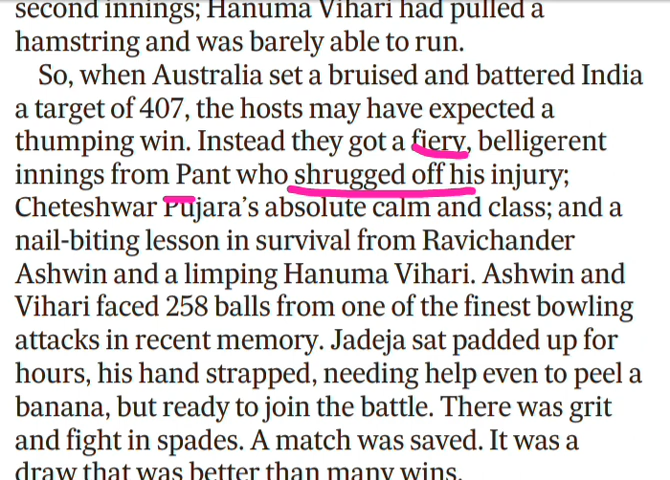 second innings; Hanuma Vihari had pulled a
hamstring and was barely able to run.
So, when Australia set a bruised and battered India
a target of 407, the hosts may have expected a
thumping win. Instead they got a fiery, belligerent
innings from Pant who shrugged off his injury;
Cheteshwar Pujara’s absolute calm and class; and a
nail-biting lesson in survival from Ravichander
Ashwin and a limping Hanuma Vihari. Ashwin and
Vihari faced 258 balls from one of the finest bowling
attacks in recent memory. Jadeja sat padded up for
hours, his hand strapped, needing help even to peel a
banana, but ready to join the battle. There was grit
and fight in spades. A match was saved. It was a
draw that was better than many wins.